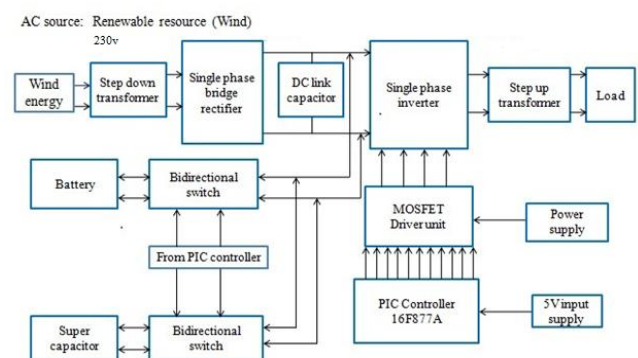 AC source: Renewable resource (Wind)
230v
Wind
energy
Step down
transformer
Single phase
bridge
rectifier
DC link
capacitor
Single phase
inverter
Step up
transformer
Load
Battery
Bidirectional
switch
MOSFET
Driver unit
Power
supply
From PIC controller
PIC Controller
16F877A
5V input
supply
Super
capacitor
Bidirectional
switch